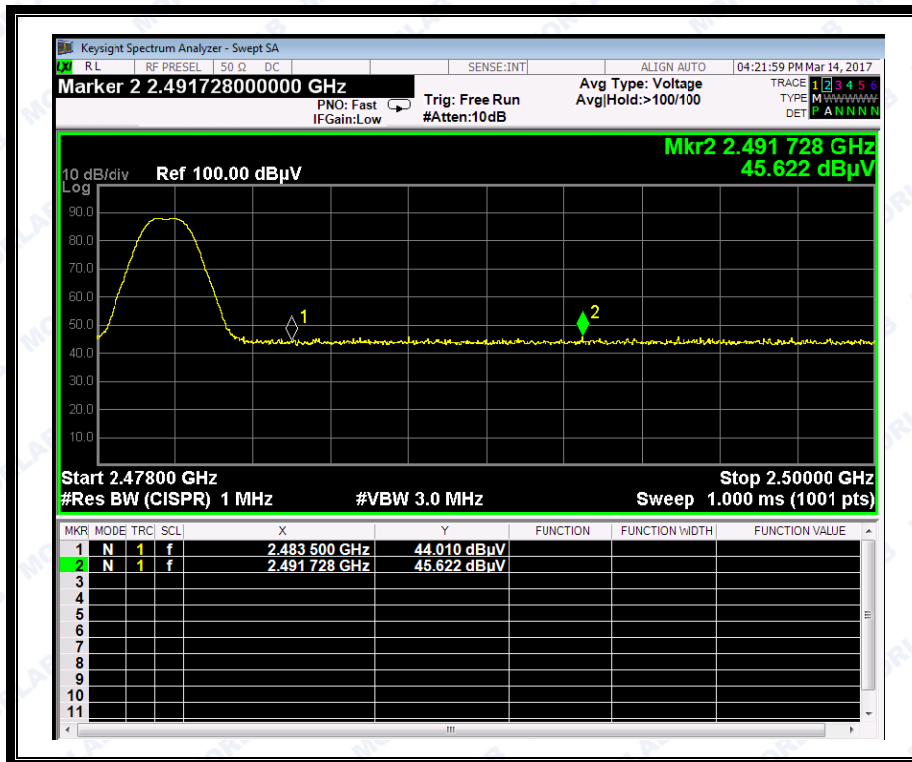 Keysight Spectrum Analyzer - Swept SA
LXI RL RF PRESEL 50 Ω DC SENSE:INT ALIGN AUTO 04:21:59 PM Mar 14, 2017
Marker 2 2.491728000000 GHz
PNO: Fast
IFGain:Low
Trig: Free Run
#Atten:10dB
Avg Type: Voltage
Avg|Hold:>100/100
TRACE 1 2 3 4 5 6
TYPE M WWWWW
DET P A N N N N
Mkr2 2.491 728 GHz
45.622 dBµV
10 dB/div Ref 100.00 dBµV
Log
90.0
80.0
70.0
60.0
50.0
40.0
30.0
20.0
10.0
1
2
Start 2.47800 GHz Stop 2.50000 GHz
#Res BW (CISPR) 1 MHz #VBW 3.0 MHz Sweep 1.000 ms (1001 pts)
MKR MODE TRC SCL X Y FUNCTION FUNCTION WIDTH FUNCTION VALUE
1 N 1 f 2.483 500 GHz 44.010 dBµV
2 N 1 f 2.491 728 GHz 45.622 dBµV
3
4
5
6
7
8
9
10
11